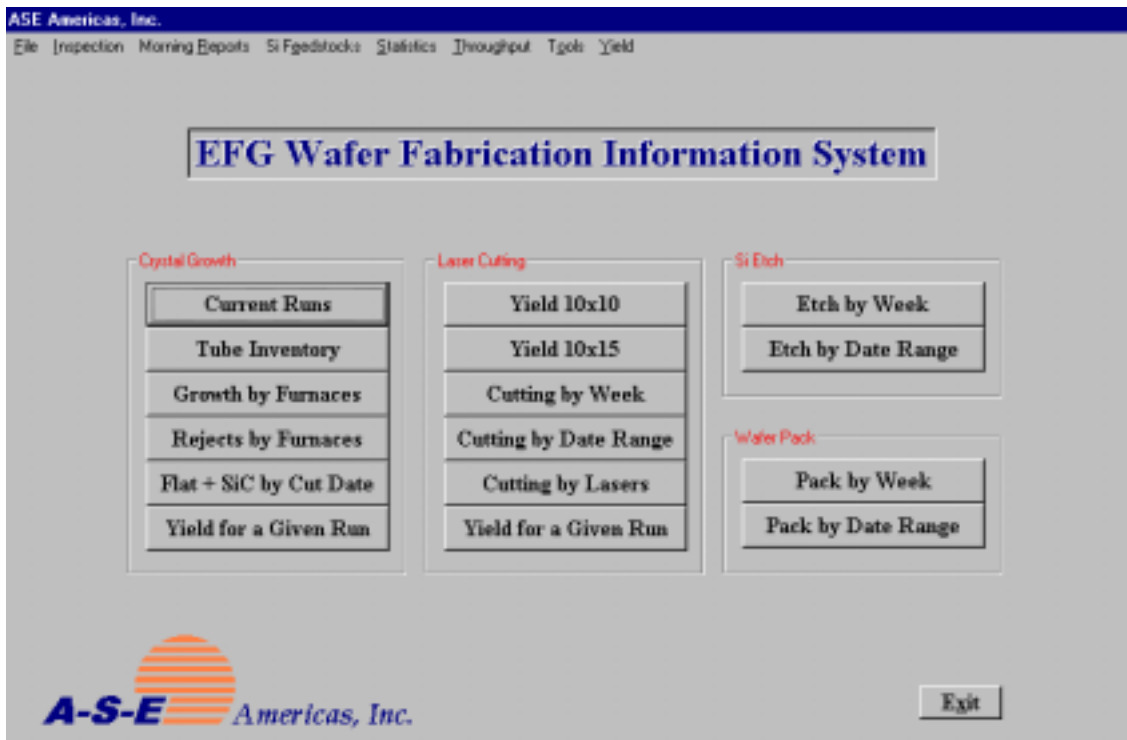 ASE Americas, Inc.
File Inspection Morning Reports Si Feedstocks Statistics Throughput Tools Yield
EFG Wafer Fabrication Information System
Crystal Growth
Current Runs
Tube Inventory
Growth by Furnaces
Rejects by Furnaces
Flat + SiC by Cut Date
Yield for a Given Run
Laser Cutting
Yield 10x10
Yield 10x15
Cutting by Week
Cutting by Date Range
Cutting by Lasers
Yield for a Given Run
Si Etch
Etch by Week
Etch by Date Range
Wafer Pack
Pack by Week
Pack by Date Range
A-S-E Americas, Inc.
Exit